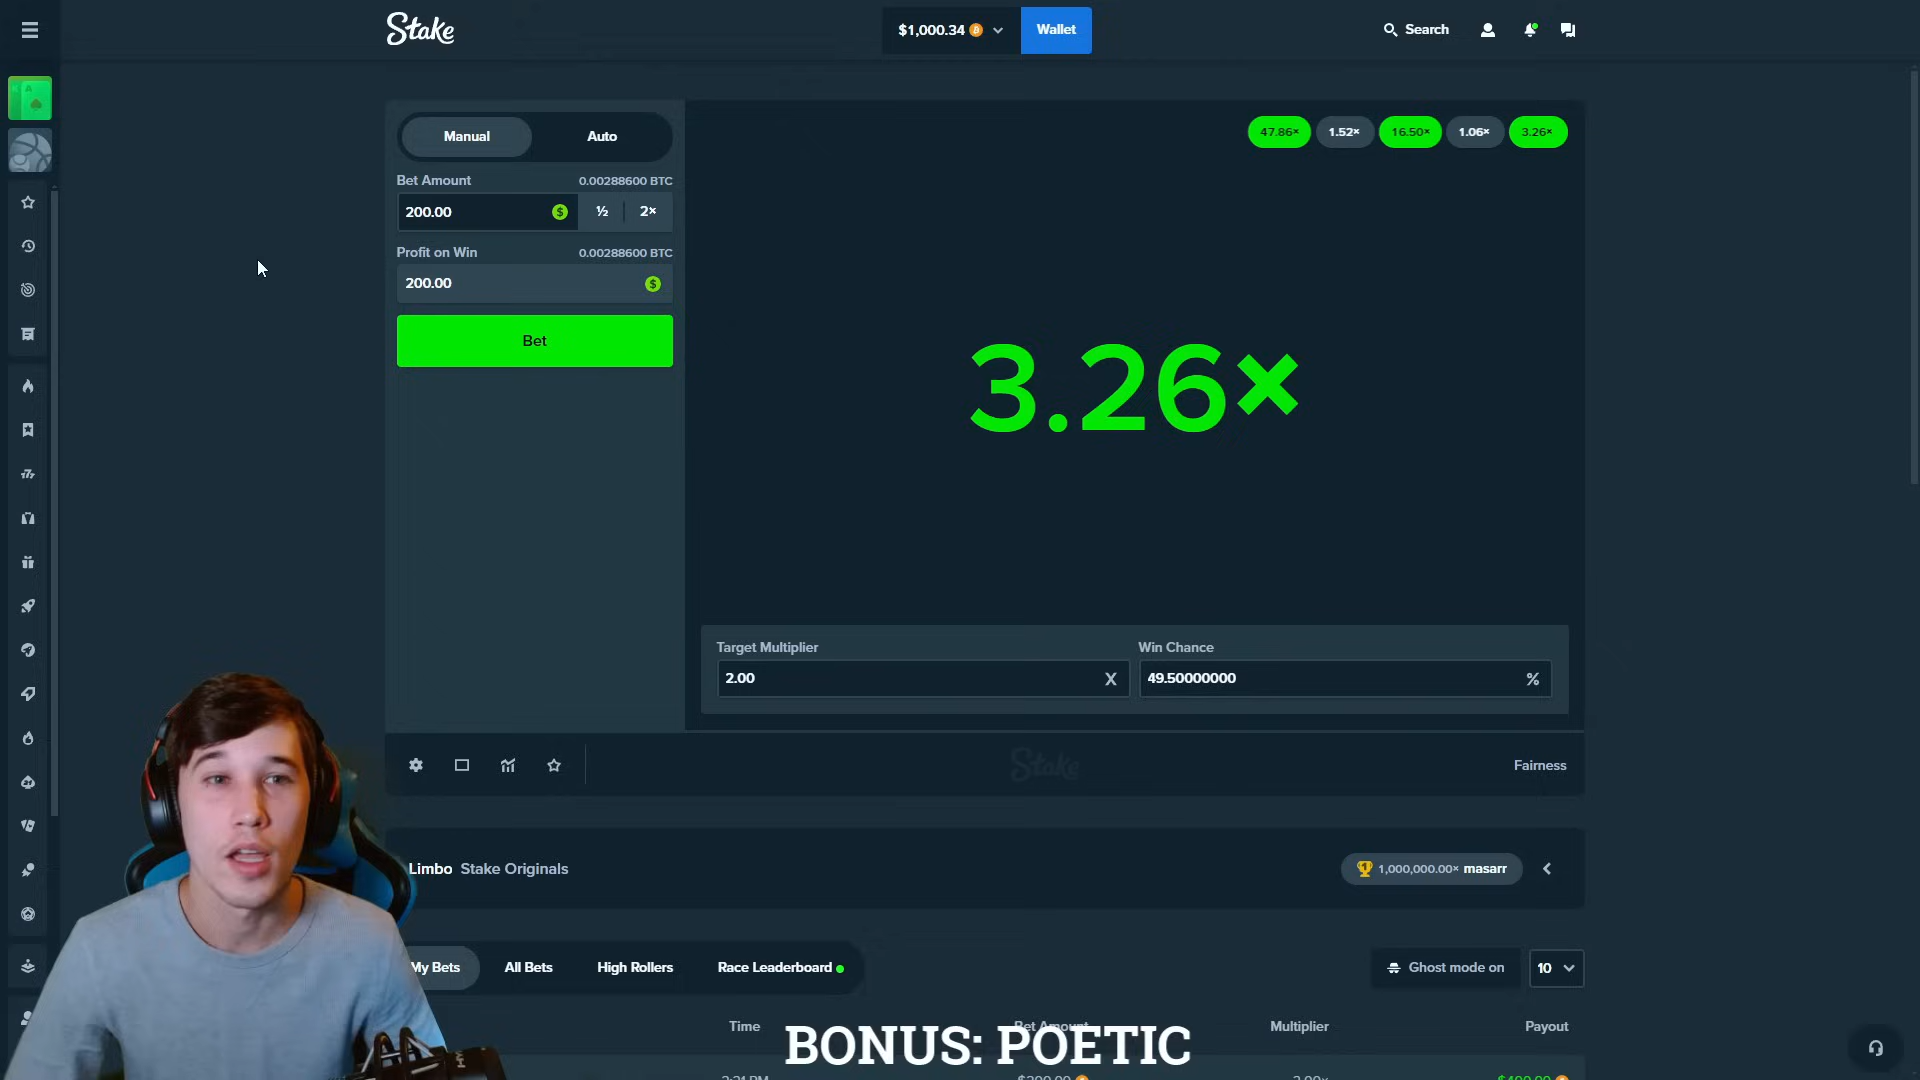 Stake
$1,000.34
Wallet
Search
Manual
Auto
47.86×
1.52×
16.50×
1.06×
3.26×
Bet Amount
0.00288600 BTC
200.00
½
2×
Profit on Win
0.00288600 BTC
200.00
Bet
3.26×
Target Multiplier
Win Chance
2.00
X
49.50000000
%
Stake
Fairness
Limbo
Stake Originals
1,000,000.00× masarr
My Bets
All Bets
High Rollers
Race Leaderboard
Ghost mode on
10
Time
Bet Amount
Multiplier
Payout
BONUS: POETIC